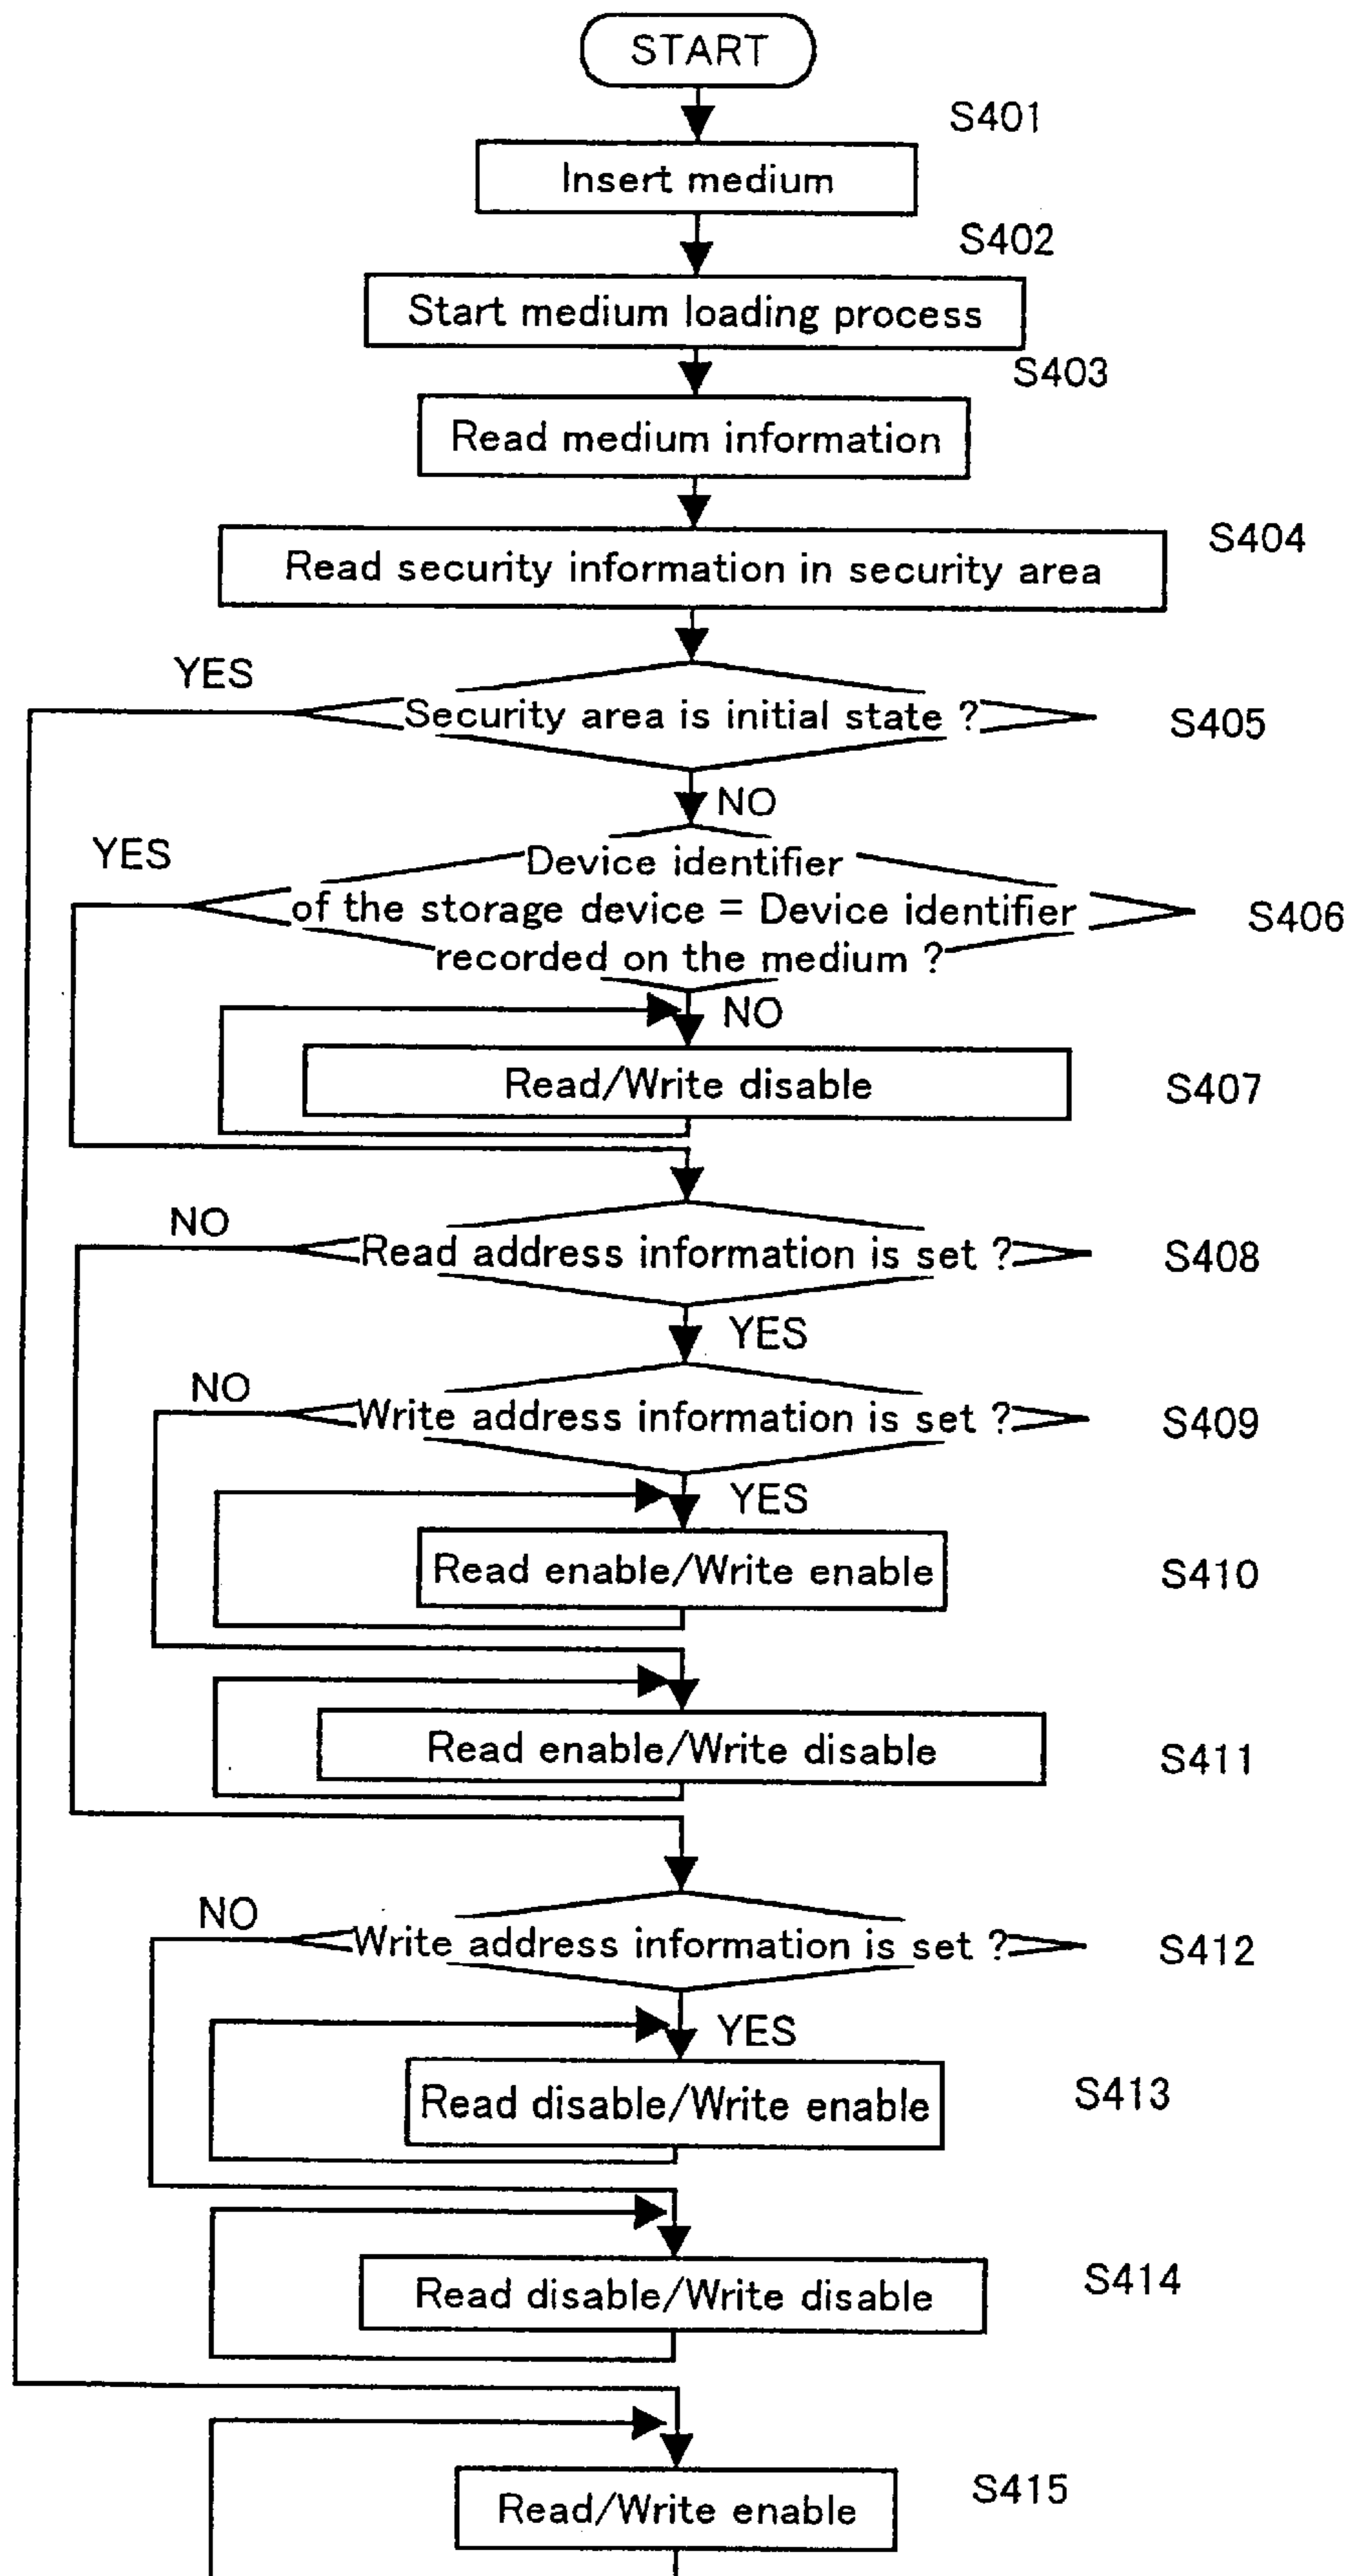 START
S401
Insert medium
S402
Start medium loading process
S403
Read medium information
S404
Read security information in security area
YES
Security area is initial state ?
S405
NO
YES
Device identifier
of the storage device = Device identifier
recorded on the medium ?
S406
NO
Read/Write disable
S407
NO
Read address information is set ?
S408
YES
NO
Write address information is set ?
S409
YES
Read enable/Write enable
S410
Read enable/Write disable
S411
NO
Write address information is set ?
S412
YES
Read disable/Write enable
S413
Read disable/Write disable
S414
Read/Write enable
S415